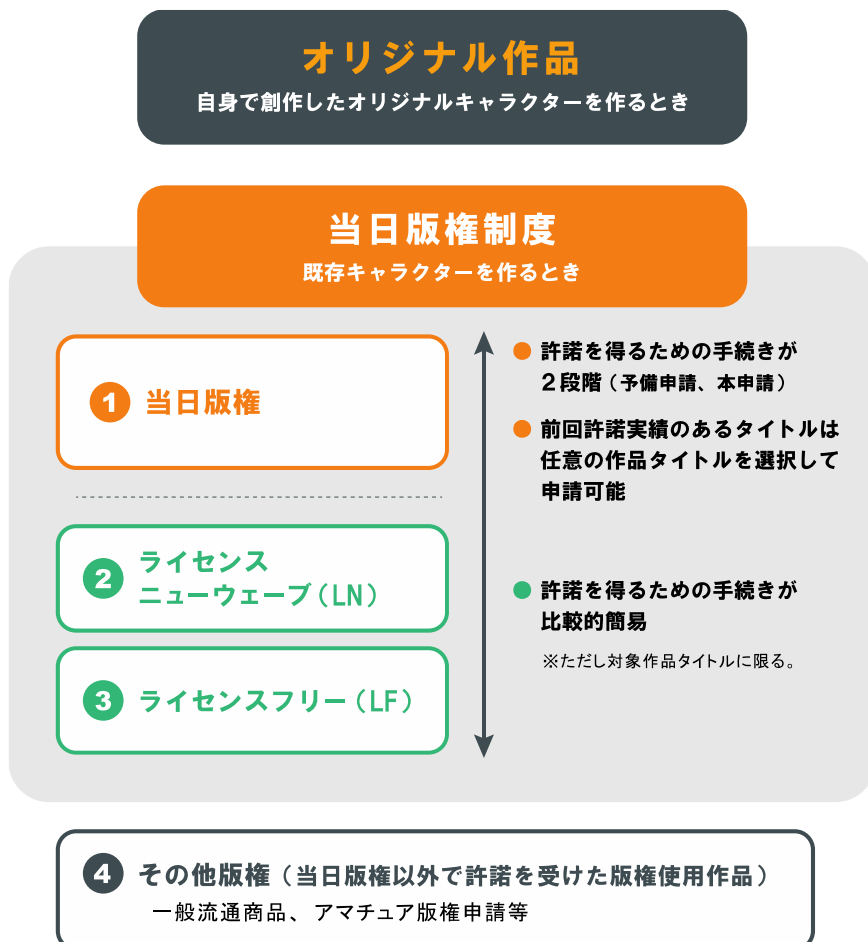 オリジナル作品
自身で創作したオリジナルキャラクターを作るとき
当日版権制度
既存キャラクターを作るとき
1 当日版権
● 許諾を得るための手続きが
2段階（予備申請、本申請）
● 前回許諾実績のあるタイトルは
任意の作品タイトルを選択して
申請可能
2 ライセンス
ニューウェーブ（LN）
3 ライセンスフリー（LF）
● 許諾を得るための手続きが
比較的簡易
※ただし対象作品タイトルに限る。
4 その他版権（当日版権以外で許諾を受けた版権使用作品）
一般流通商品、アマチュア版権申請等